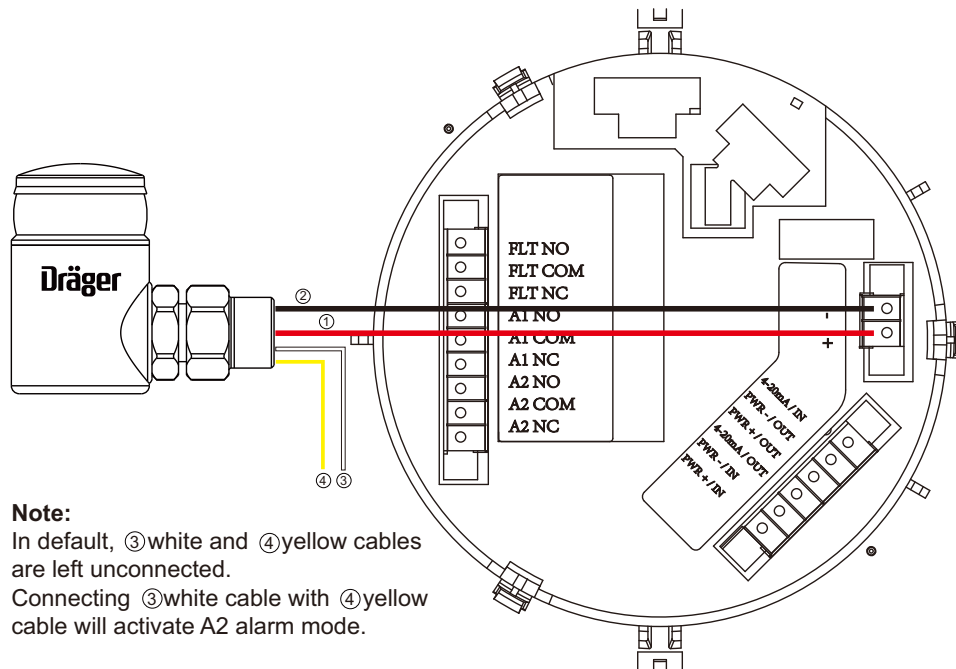 Dräger
②
①
④ ③
FLT NO
FLT COM
FLT NC
A1 NO
A1 COM
A1 NC
A2 NO
A2 COM
A2 NC
-
+
4-20mA / IN
PWR - / OUT
PWR + / OUT
4-20mA / OUT
PWR - / IN
PWR + / IN
Note:
In default, ③white and ④yellow cables
are left unconnected.
Connecting ③white cable with ④yellow
cable will activate A2 alarm mode.